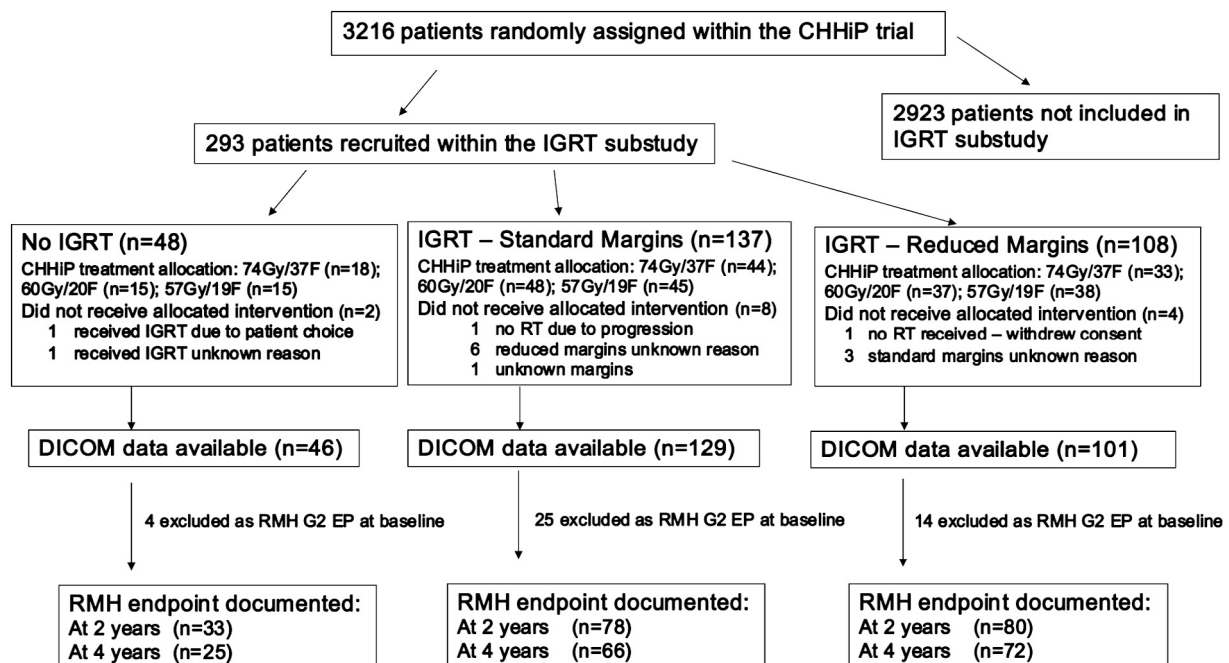 3216 patients randomly assigned within the CHHiP trial
2923 patients not included in
IGRT substudy
293 patients recruited within the IGRT substudy
No IGRT (n=48)
CHHiP treatment allocation: 74Gy/37F (n=18);
60Gy/20F (n=15); 57Gy/19F (n=15)
Did not receive allocated intervention (n=2)
1 received IGRT due to patient choice
1 received IGRT unknown reason
IGRT – Standard Margins (n=137)
CHHiP treatment allocation: 74Gy/37F (n=44);
60Gy/20F (n=48); 57Gy/19F (n=45)
Did not receive allocated intervention (n=8)
1 no RT due to progression
6 reduced margins unknown reason
1 unknown margins
IGRT – Reduced Margins (n=108)
CHHiP treatment allocation: 74Gy/37F (n=33);
60Gy/20F (n=37); 57Gy/19F (n=38)
Did not receive allocated intervention (n=4)
1 no RT received – withdrew consent
3 standard margins unknown reason
DICOM data available (n=46)
DICOM data available (n=129)
DICOM data available (n=101)
4 excluded as RMH G2 EP at baseline
25 excluded as RMH G2 EP at baseline
14 excluded as RMH G2 EP at baseline
RMH endpoint documented:
At 2 years (n=33)
At 4 years (n=25)
RMH endpoint documented:
At 2 years (n=78)
At 4 years (n=66)
RMH endpoint documented:
At 2 years (n=80)
At 4 years (n=72)